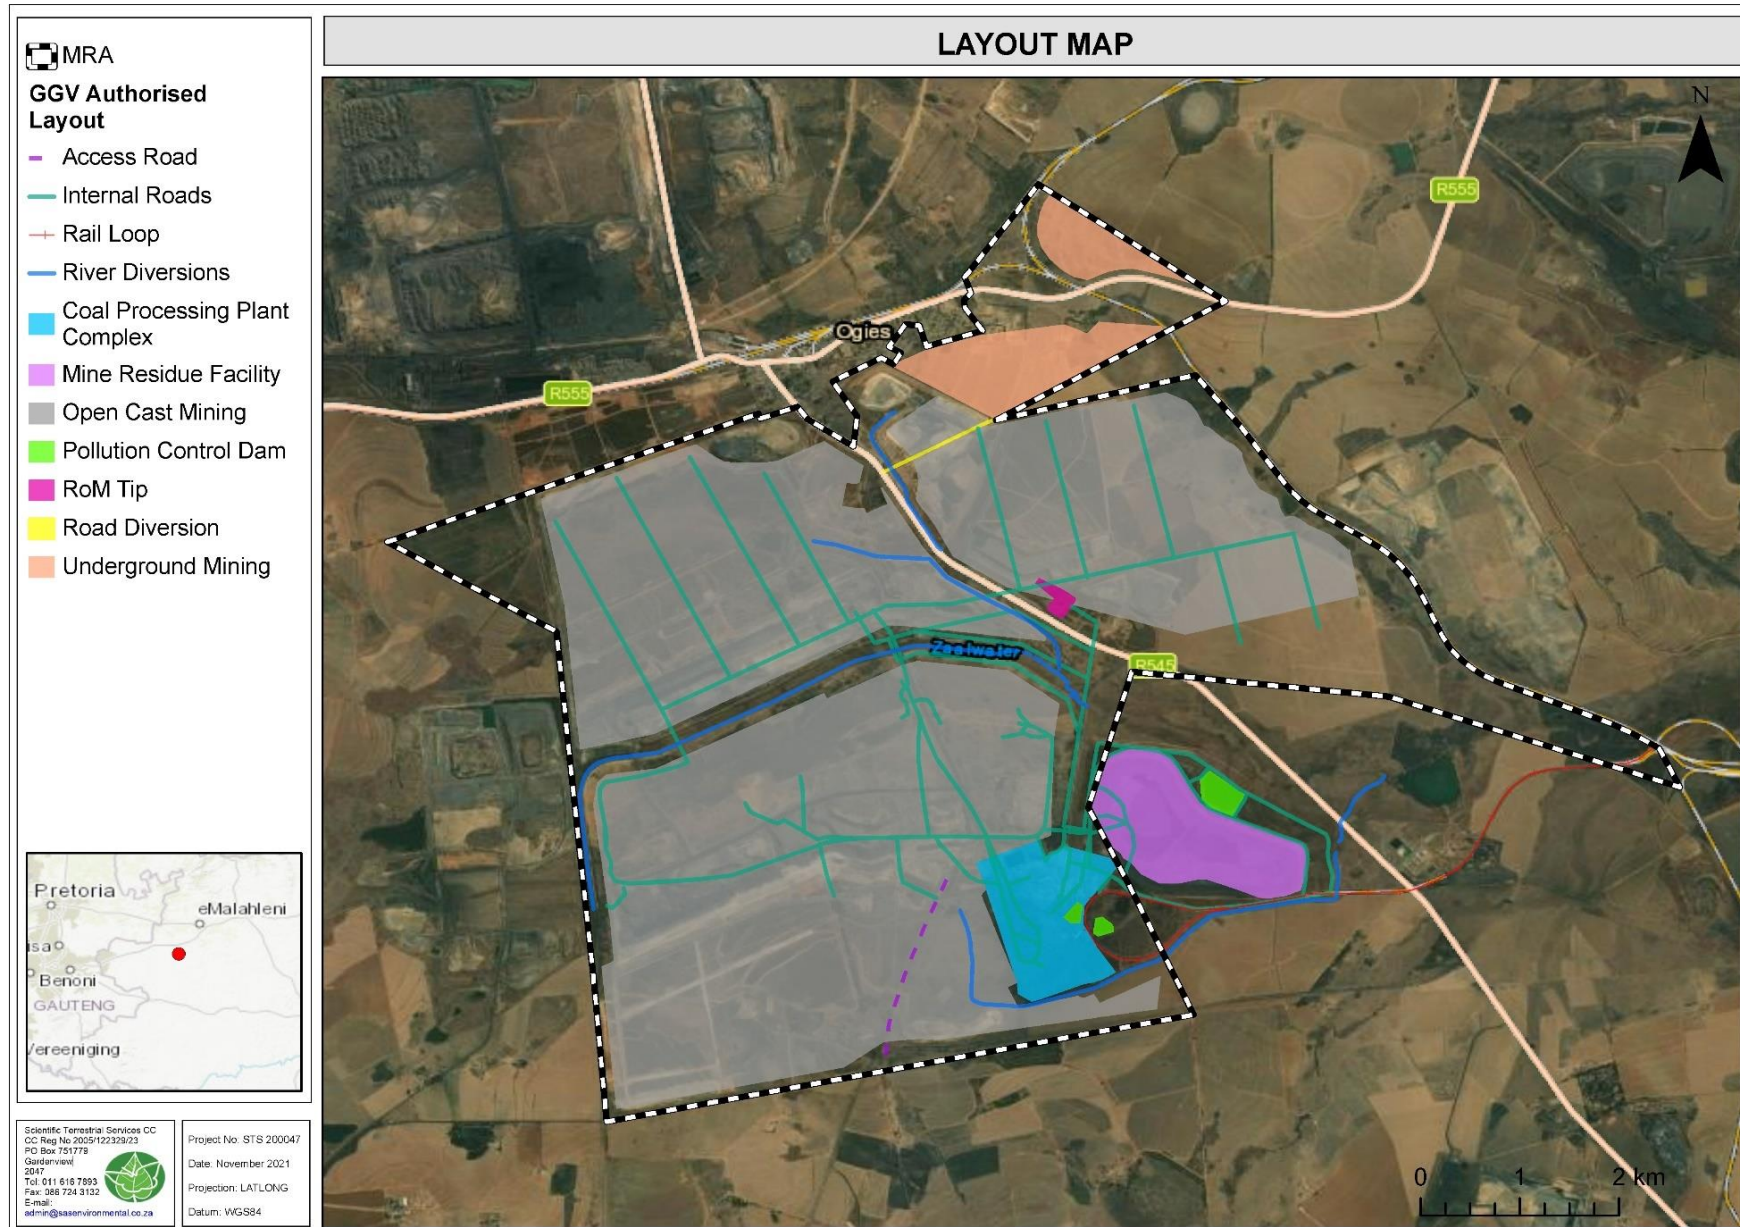 LAYOUT MAP
MRA
GGV Authorised
Layout
Access Road
Internal Roads
Rail Loop
River Diversions
Coal Processing Plant
Complex
Mine Residue Facility
Open Cast Mining
Pollution Control Dam
RoM Tip
Road Diversion
Underground Mining
N
R555
R555
Ogies
Zaalwater
R545
0 1 2 km
Pretoria
eMalahleni
isa
Benoni
GAUTENG
Vereeniging
Scientific Terrestrial Services CC
CC Reg No 2005/122329/23
PO Box 751779
Gardenview
2047
Tel: 011 616 7893
Fax: 086 724 3132
E-mail:
admin@sasenvironmental.co.za
Project No: STS 200047
Date: November 2021
Projection: LATLONG
Datum: WGS84